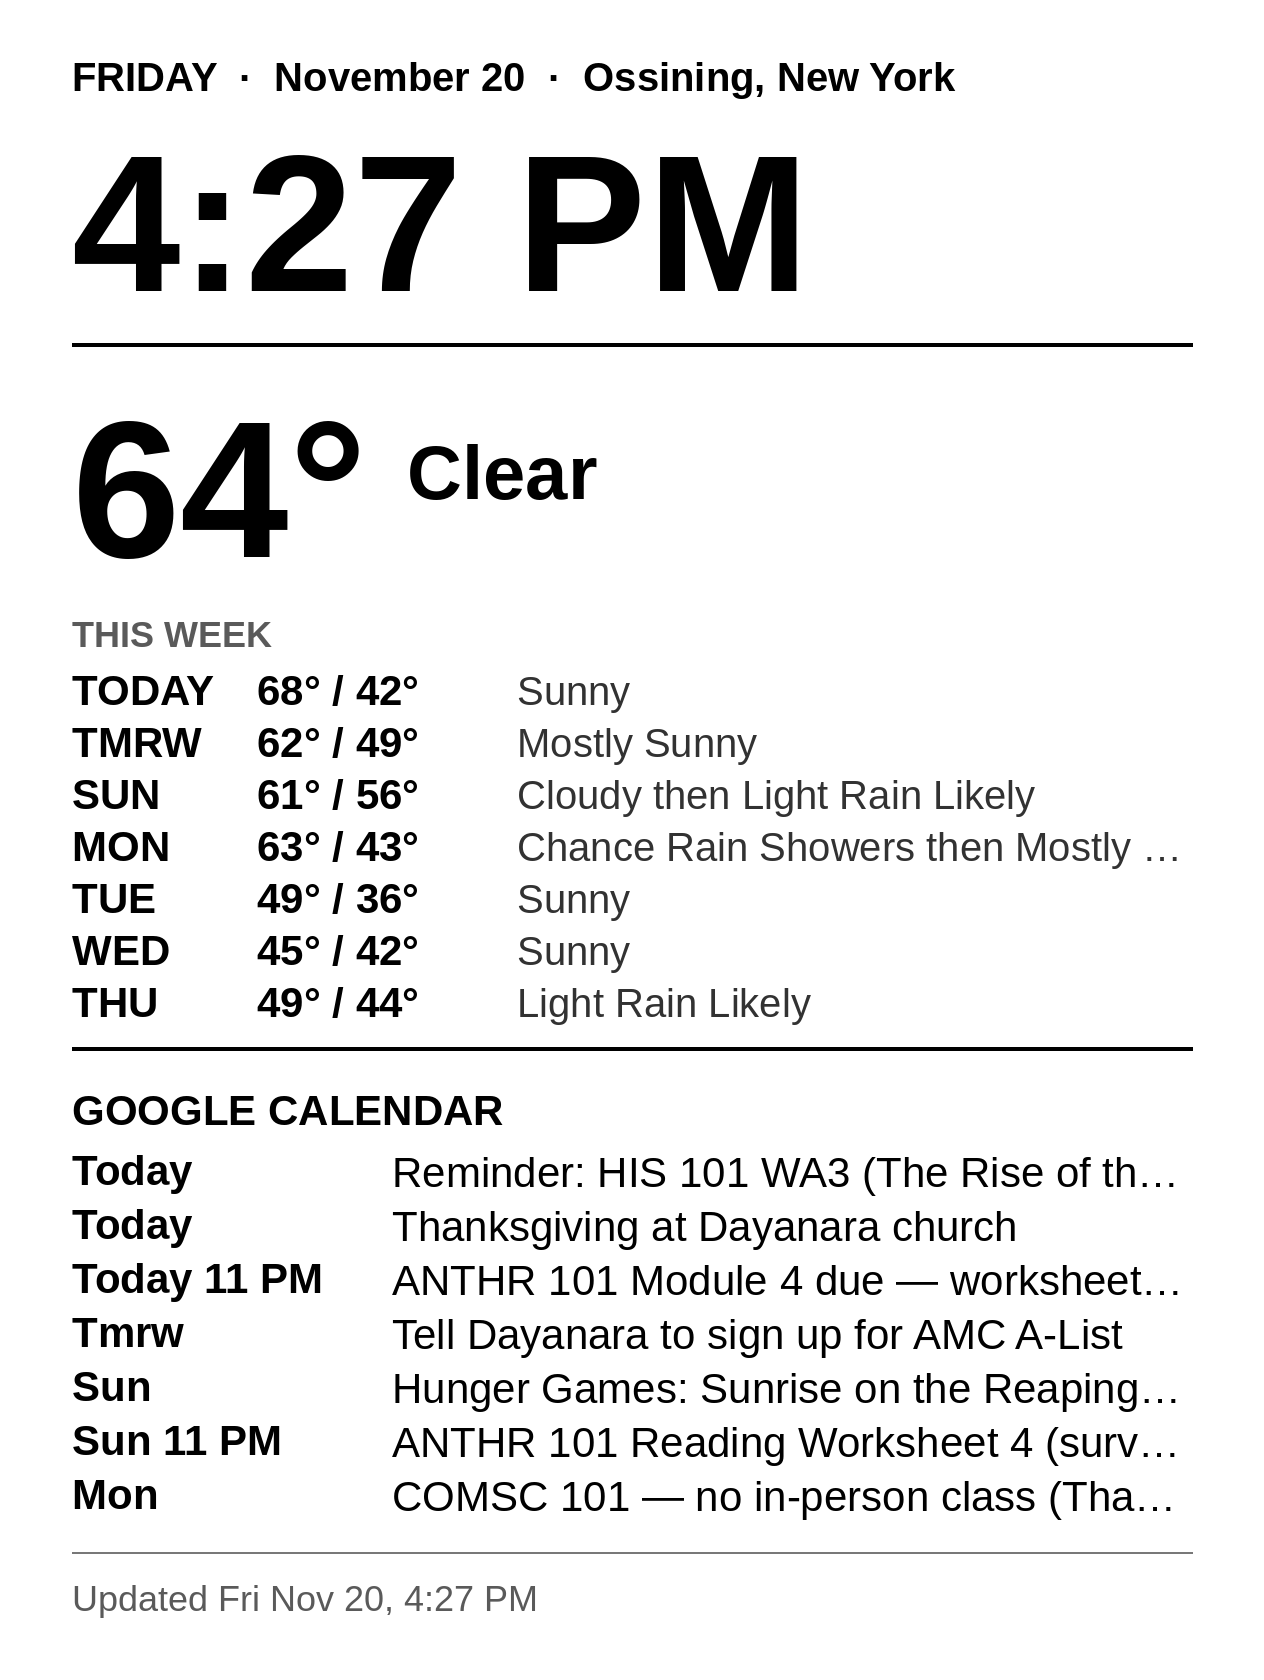 FRIDAY · November 20 · Ossining, New York
4:27 PM
64° Clear
THIS WEEK
TODAY 68° / 42° Sunny
TMRW 62° / 49° Mostly Sunny
SUN 61° / 56° Cloudy then Light Rain Likely
MON 63° / 43° Chance Rain Showers then Mostly …
TUE 49° / 36° Sunny
WED 45° / 42° Sunny
THU 49° / 44° Light Rain Likely
GOOGLE CALENDAR
Today Reminder: HIS 101 WA3 (The Rise of th…
Today Thanksgiving at Dayanara church
Today 11 PM ANTHR 101 Module 4 due — worksheet…
Tmrw Tell Dayanara to sign up for AMC A-List
Sun Hunger Games: Sunrise on the Reaping…
Sun 11 PM ANTHR 101 Reading Worksheet 4 (surv…
Mon COMSC 101 — no in-person class (Tha…
Updated Fri Nov 20, 4:27 PM